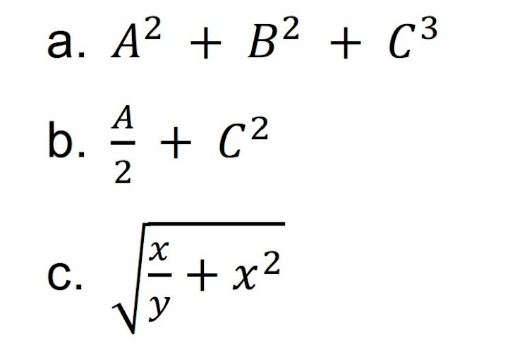 a. A² + B² + C³
b. A/2 + C²
c. √(x/y + x²)